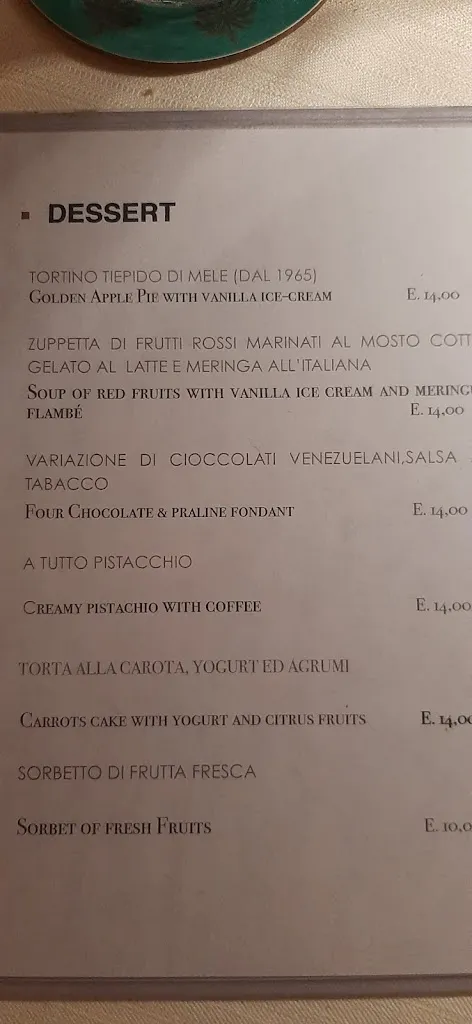 ▪ DESSERT
TORTINO TIEPIDO DI MELE (DAL 1965)
GOLDEN APPLE PIE WITH VANILLA ICE-CREAM E. 14,00
ZUPPETTA DI FRUTTI ROSSI MARINATI AL MOSTO COTT
GELATO AL LATTE E MERINGA ALL'ITALIANA
SOUP OF RED FRUITS WITH VANILLA ICE CREAM AND MERING
FLAMBÉ E. 14,00
VARIAZIONE DI CIOCCOLATI VENEZUELANI,SALSA
TABACCO
FOUR CHOCOLATE & PRALINE FONDANT E. 14,00
A TUTTO PISTACCHIO
CREAMY PISTACHIO WITH COFFEE E. 14,00
TORTA ALLA CAROTA, YOGURT ED AGRUMI
CARROTS CAKE WITH YOGURT AND CITRUS FRUITS E. 14,0
SORBETTO DI FRUTTA FRESCA
SORBET OF FRESH FRUITS E. 10,0